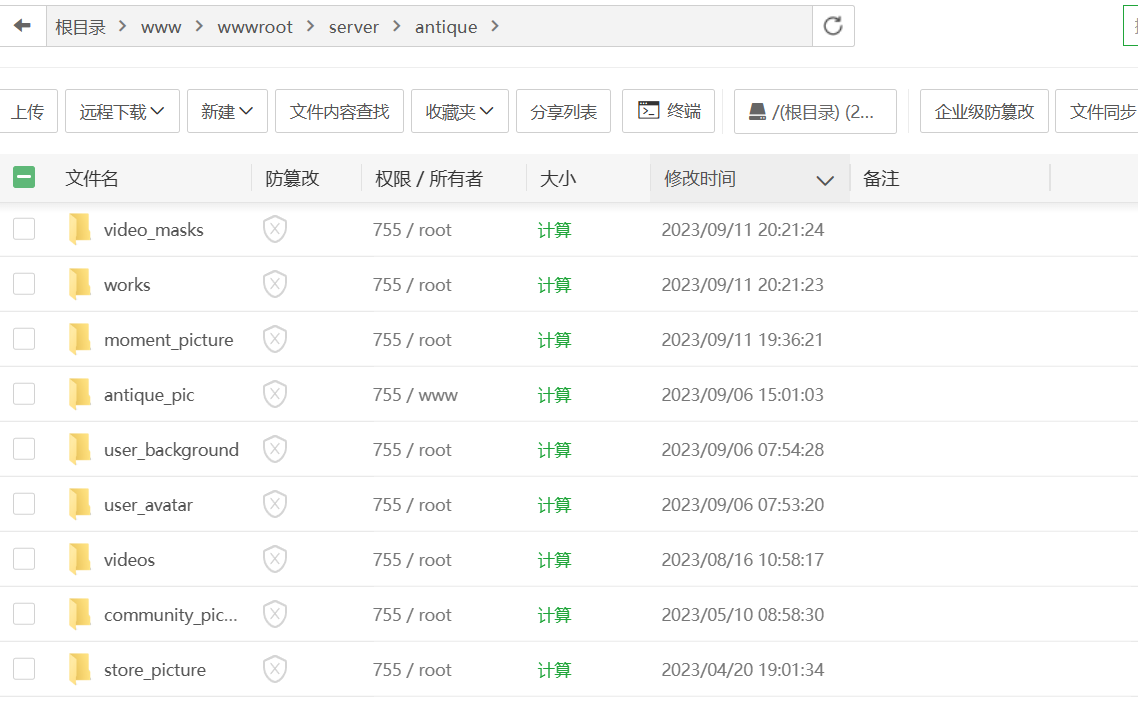 根目录 > www > wwwroot > server > antique >
上传 远程下载 新建 文件内容查找 收藏夹 分享列表 终端 /(根目录) (2... 企业级防篡改 文件同步
文件名 防篡改 权限 / 所有者 大小 修改时间 备注
video_masks 755 / root 计算 2023/09/11 20:21:24
works 755 / root 计算 2023/09/11 20:21:23
moment_picture 755 / root 计算 2023/09/11 19:36:21
antique_pic 755 / www 计算 2023/09/06 15:01:03
user_background 755 / root 计算 2023/09/06 07:54:28
user_avatar 755 / root 计算 2023/09/06 07:53:20
videos 755 / root 计算 2023/08/16 10:58:17
community_pic... 755 / root 计算 2023/05/10 08:58:30
store_picture 755 / root 计算 2023/04/20 19:01:34